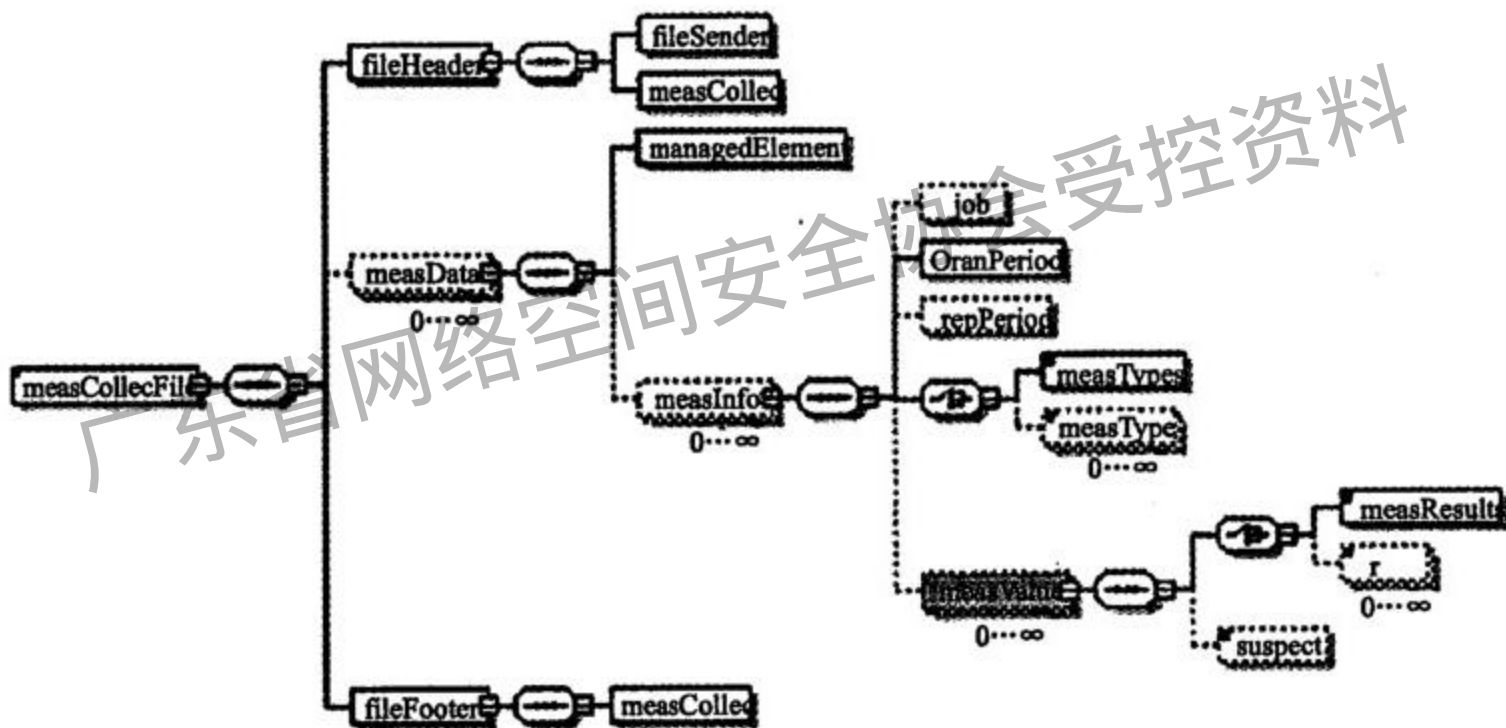 fileHeader
fileSender
measCollec
managedElement
measData
0…∞
job
OranPeriod
repPeriod
measCollecFile
measInfo
0…∞
measTypes
measType
0…∞
measResults
r
0…∞
measValue
0…∞
suspect
fileFooter
measCollec
广东省网络空间安全协会受控资料